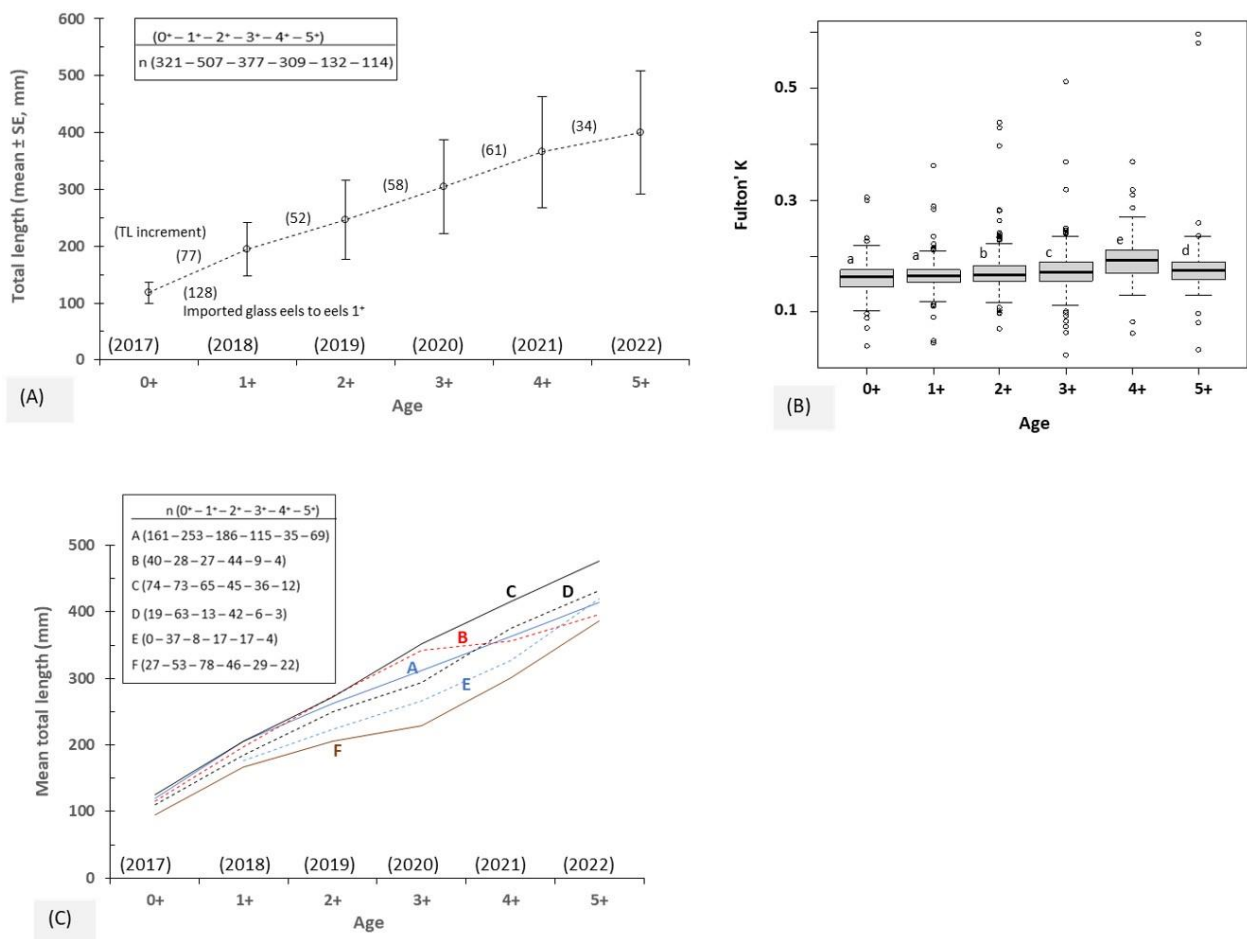 600
500
400
300
200
100
0
Total length (mean ± SE, mm)
(0⁺ – 1⁺ – 2⁺ – 3⁺ – 4⁺ – 5⁺)
n (321 – 507 – 377 – 309 – 132 – 114)
(TL increment)
(77)
(52)
(58)
(61)
(34)
(128)
Imported glass eels to eels 1⁺
(2017) (2018) (2019) (2020) (2021) (2022)
0+ 1+ 2+ 3+ 4+ 5+
Age
(A)
0.5
0.3
0.1
Fulton' K
a a b c e d
0+ 1+ 2+ 3+ 4+ 5+
Age
(B)
n (0⁺ – 1⁺ – 2⁺ – 3⁺ – 4⁺ – 5⁺)
A (161 – 253 – 186 – 115 – 35 – 69)
B (40 – 28 – 27 – 44 – 9 – 4)
C (74 – 73 – 65 – 45 – 36 – 12)
D (19 – 63 – 13 – 42 – 6 – 3)
E (0 – 37 – 8 – 17 – 17 – 4)
F (27 – 53 – 78 – 46 – 29 – 22)
500
400
300
200
100
0
Mean total length (mm)
C
D
B
A
E
F
(2017) (2018) (2019) (2020) (2021) (2022)
0+ 1+ 2+ 3+ 4+ 5+
Age
(C)